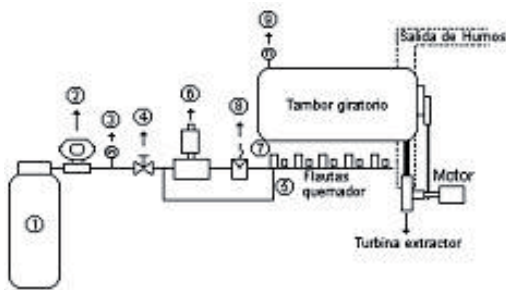 ⑨
Salida de Humos
② ③ ④ ⑥ ⑧
Tambor giratorio
⑦
⑤
Flautas
quemador
Motor
①
Turbina extractor